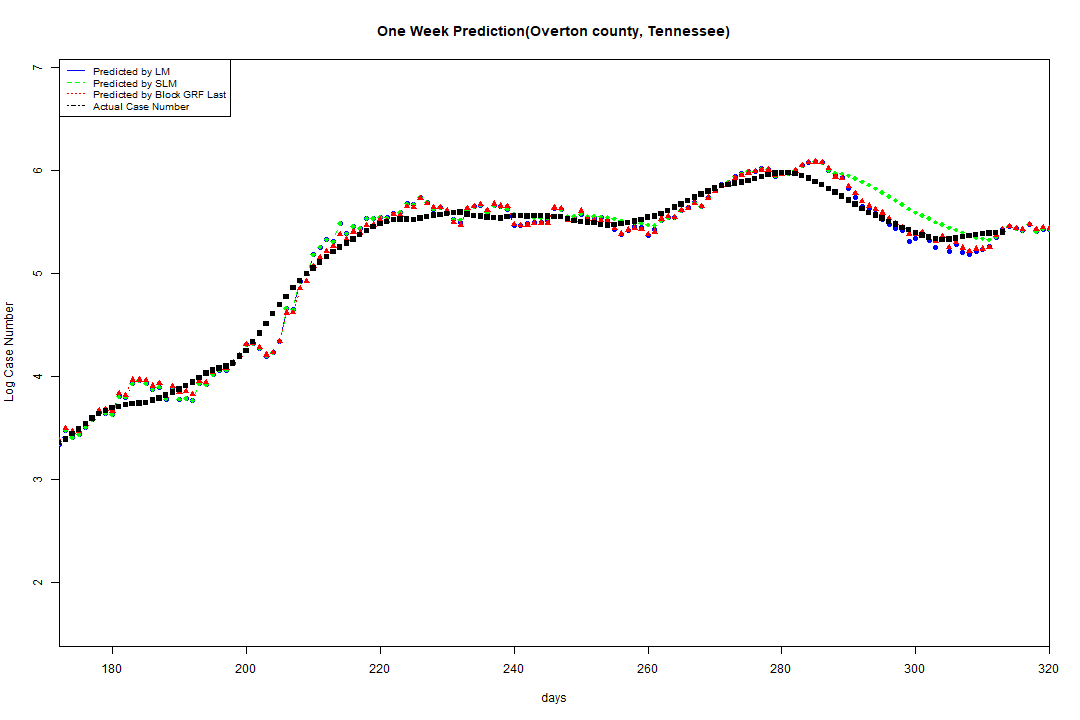 One Week Prediction(Overton county, Tennessee)
Predicted by LM
Predicted by SLM
Predicted by Block GRF Last
Actual Case Number
7
6
5
4
3
2
Log Case Number
180 200 220 240 260 280 300 320
days